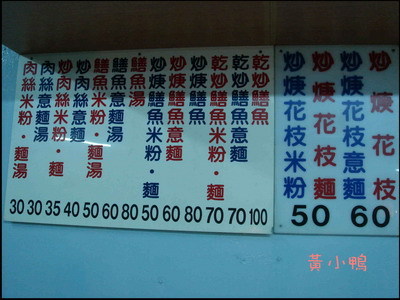 炒焿花枝
炒焿花枝意麵
60
炒焿花枝麵
炒焿花枝米粉
50
乾炒鱔魚
100
乾炒鱔魚意麵
70
乾炒鱔魚米粉・麵
70
炒焿鱔魚
80
炒焿鱔魚意麵
60
炒焿鱔魚米粉・麵
50
鱔魚湯
80
鱔魚意麵湯
60
鱔魚米粉・麵湯
50
炒肉絲意麵
40
炒肉絲米粉・麵
35
肉絲意麵湯
30
肉絲米粉・麵湯
30
黃小鴨